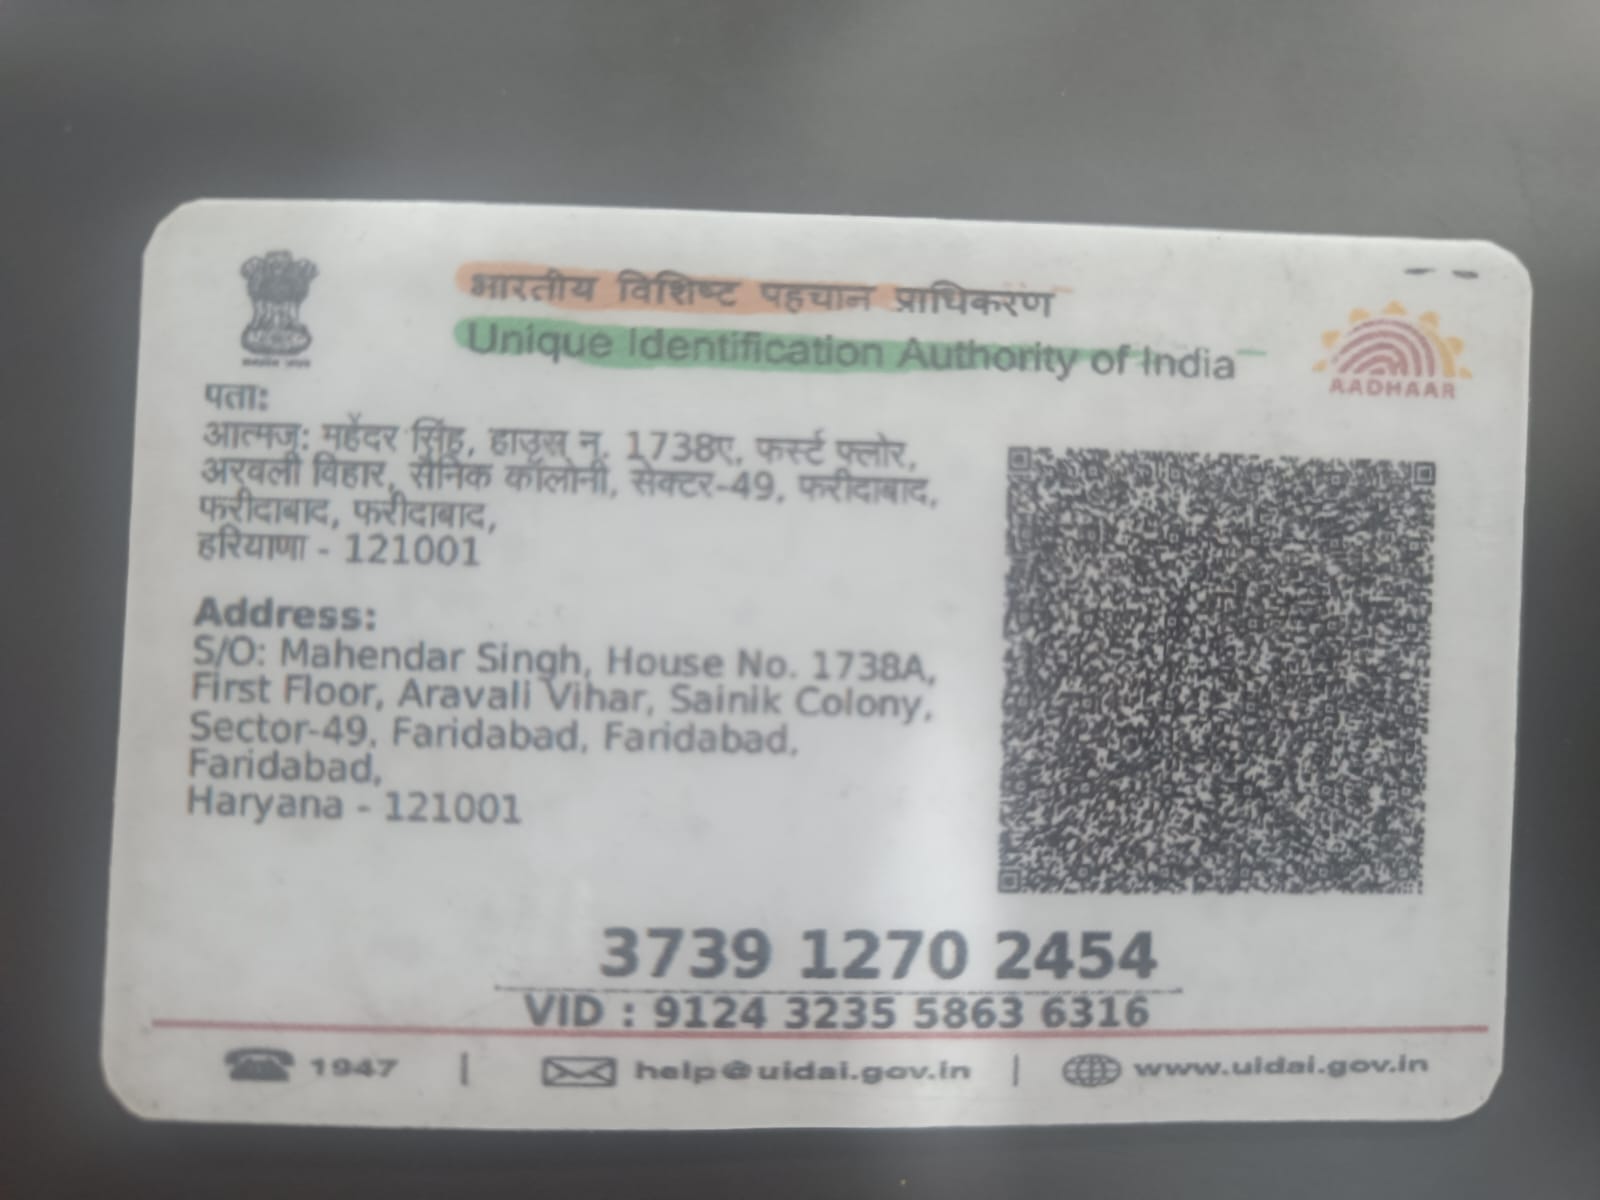 भारतीय विशिष्ट पहचान प्राधिकरण
Unique Identification Authority of India
AADHAAR
पता:
आत्मज: महेंदर सिंह, हाउस न. 1738ए, फर्स्ट फ्लोर,
अरवली विहार, सैनिक कॉलोनी, सेक्टर-49, फरीदाबाद,
फरीदाबाद, फरीदाबाद,
हरियाणा - 121001
Address:
S/O: Mahendar Singh, House No. 1738A,
First Floor, Aravali Vihar, Sainik Colony,
Sector-49, Faridabad, Faridabad,
Faridabad,
Haryana - 121001
3739 1270 2454
VID : 9124 3235 5863 6316
1947 | help@uidai.gov.in | www.uidai.gov.in